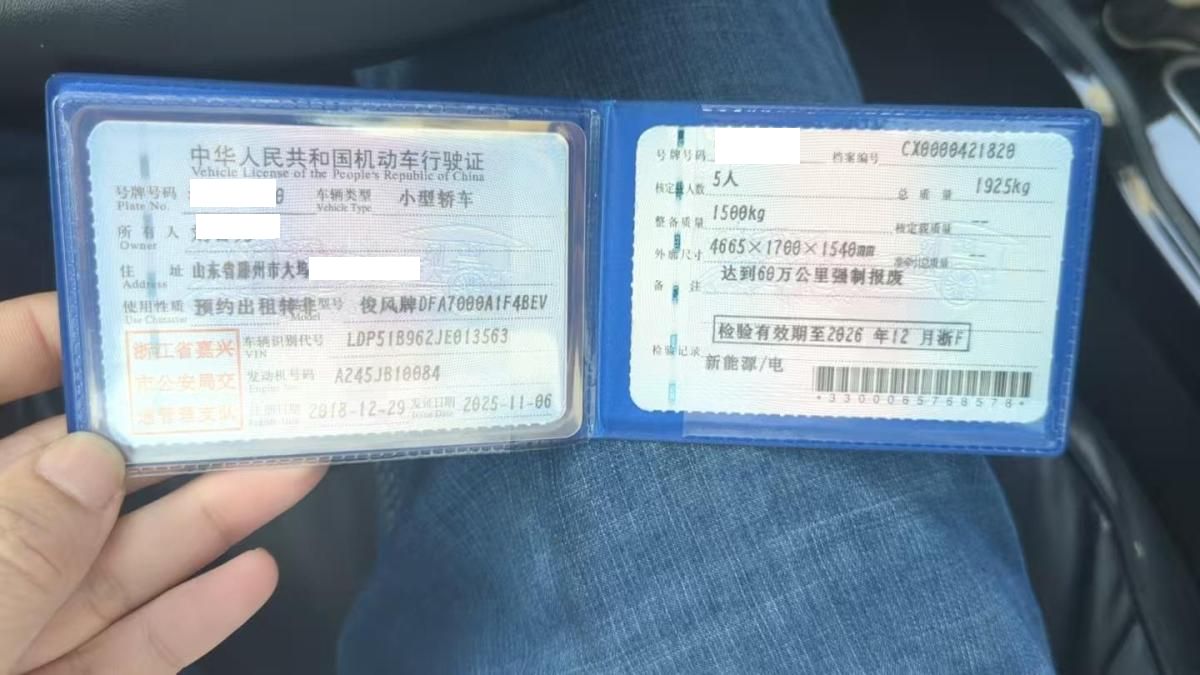 中华人民共和国机动车行驶证
Vehicle License of the People's Republic of China
号牌号码 车辆类型 小型轿车
Plate No. Vehicle Type
所有人
Owner
住址 山东省滕州市大坞
Address
使用性质 预约出租转非 型号 俊风牌DFA7000A1F4BEV
Use Character Model
浙江省嘉兴
市公安局交
通管理支队
车辆识别代号 LDP51B962JE013563
VIN
发动机号码 A245JB10084
Engine No.
注册日期 2018-12-29 发证日期 2025-11-06
Issue Date
号牌号码 档案编号 CX0000421820
核定载人数 5人 总质量 1925kg
整备质量 1500kg 核定载质量 --
外廓尺寸 4665×1700×1540mm 准牵引总质量 --
备注 达到60万公里强制报废
检验有效期至2026 年12 月浙F
检验记录 新能源/电
*3300065768578*